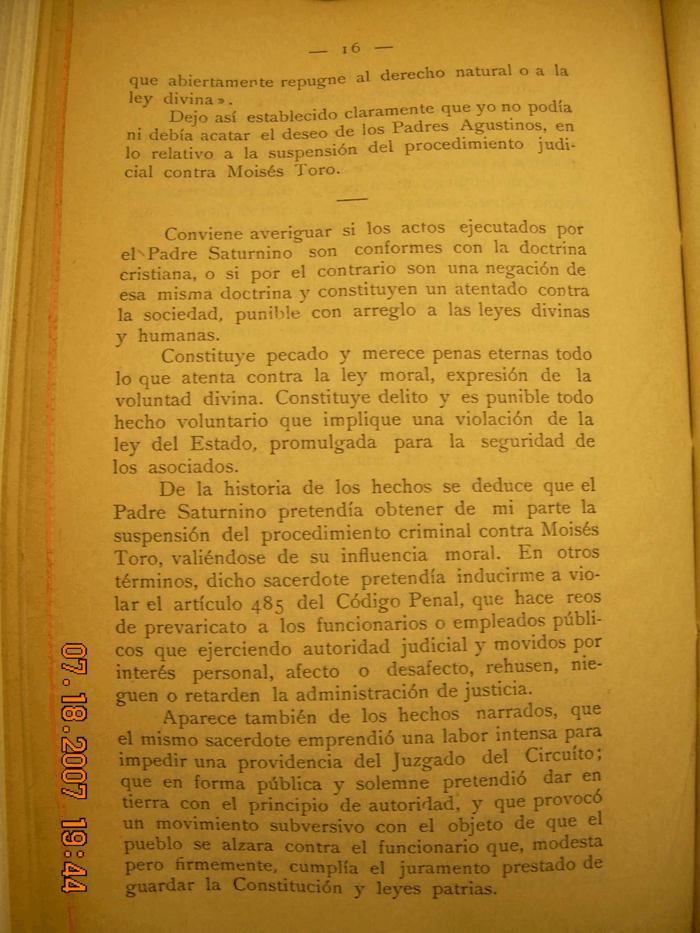 — 16 —
que abiertamente repugne al derecho natural o a la
ley divina».
Dejo así establecido claramente que yo no podía
ni debía acatar el deseo de los Padres Agustinos, en
lo relativo a la suspensión del procedimiento judi-
cial contra Moisés Toro.
Conviene averiguar si los actos ejecutados por
el Padre Saturnino son conformes con la doctrina
cristiana, o si por el contrario son una negación de
esa misma doctrina y constituyen un atentado contra
la sociedad, punible con arreglo a las leyes divinas
y humanas.
Constituye pecado y merece penas eternas todo
lo que atenta contra la ley moral, expresión de la
voluntad divina. Constituye delito y es punible todo
hecho voluntario que implique una violación de la
ley del Estado, promulgada para la seguridad de
los asociados.
De la historia de los hechos se deduce que el
Padre Saturnino pretendía obtener de mi parte la
suspensión del procedimiento criminal contra Moisés
Toro, valiéndose de su influencia moral. En otros
términos, dicho sacerdote pretendía inducirme a vio-
lar el artículo 485 del Código Penal, que hace reos
de prevaricato a los funcionarios o empleados públi-
cos que ejerciendo autoridad judicial y movidos por
interés personal, afecto o desafecto, rehusen, nie-
guen o retarden la administración de justicia.
Aparece también de los hechos narrados, que
el mismo sacerdote emprendió una labor intensa para
impedir una providencia del Juzgado del Circuíto;
que en forma pública y solemne pretendió dar en
tierra con el principio de autoridad, y que provocó
un movimiento subversivo con el objeto de que el
pueblo se alzara contra el funcionario que, modesta
pero firmemente, cumplía el juramento prestado de
guardar la Constitución y leyes patrias.
07.18.2007 19:44